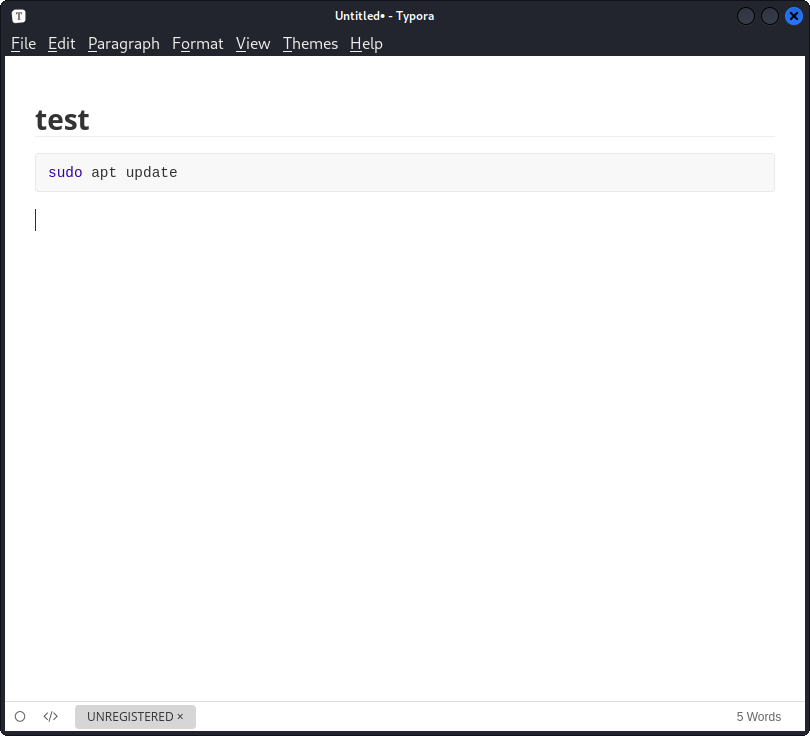 T
Untitled• - Typora
File Edit Paragraph Format View Themes Help
test
sudo apt update
</> UNREGISTERED × 5 Words